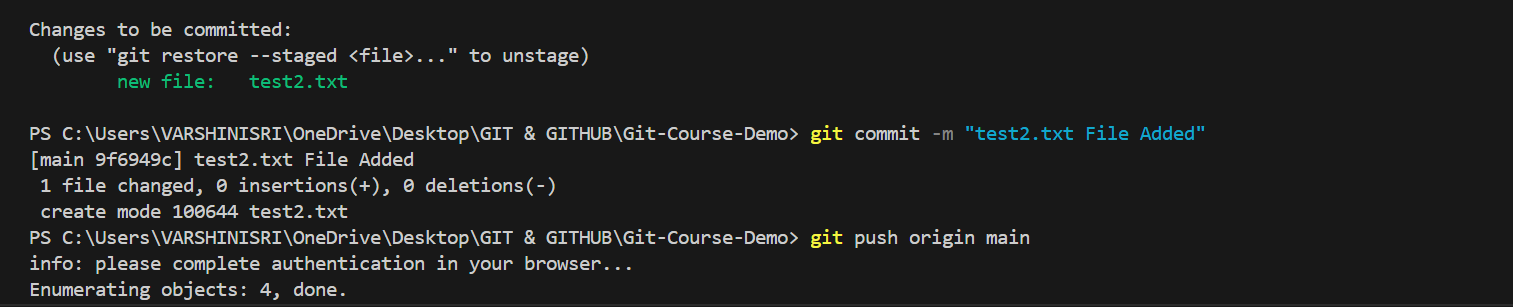 Changes to be committed:
  (use "git restore --staged <file>..." to unstage)
        new file:   test2.txt

PS C:\Users\VARSHINISRI\OneDrive\Desktop\GIT & GITHUB\Git-Course-Demo> git commit -m "test2.txt File Added"
[main 9f6949c] test2.txt File Added
 1 file changed, 0 insertions(+), 0 deletions(-)
 create mode 100644 test2.txt
PS C:\Users\VARSHINISRI\OneDrive\Desktop\GIT & GITHUB\Git-Course-Demo> git push origin main
info: please complete authentication in your browser...
Enumerating objects: 4, done.